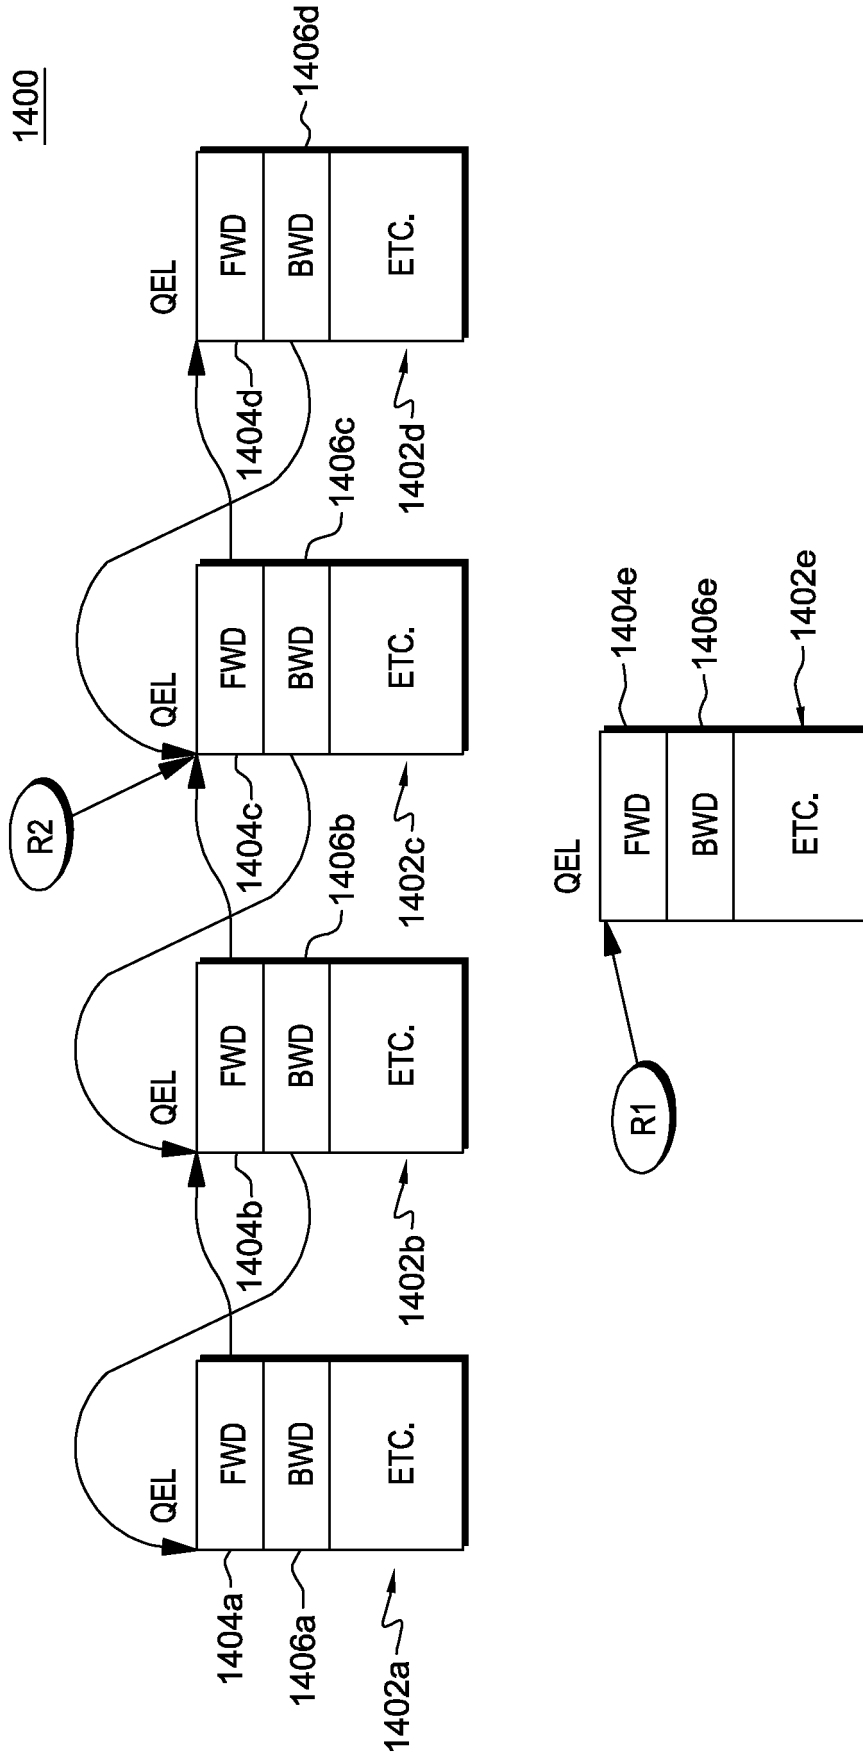 1400
R2
QEL
FWD
BWD
ETC.
1404a
1406a
1402a
QEL
FWD
BWD
ETC.
1404b
1406b
1402b
QEL
FWD
BWD
ETC.
1404c
1406c
1402c
QEL
FWD
BWD
ETC.
1404d
1406d
1402d
R1
QEL
FWD
BWD
ETC.
1404e
1406e
1402e